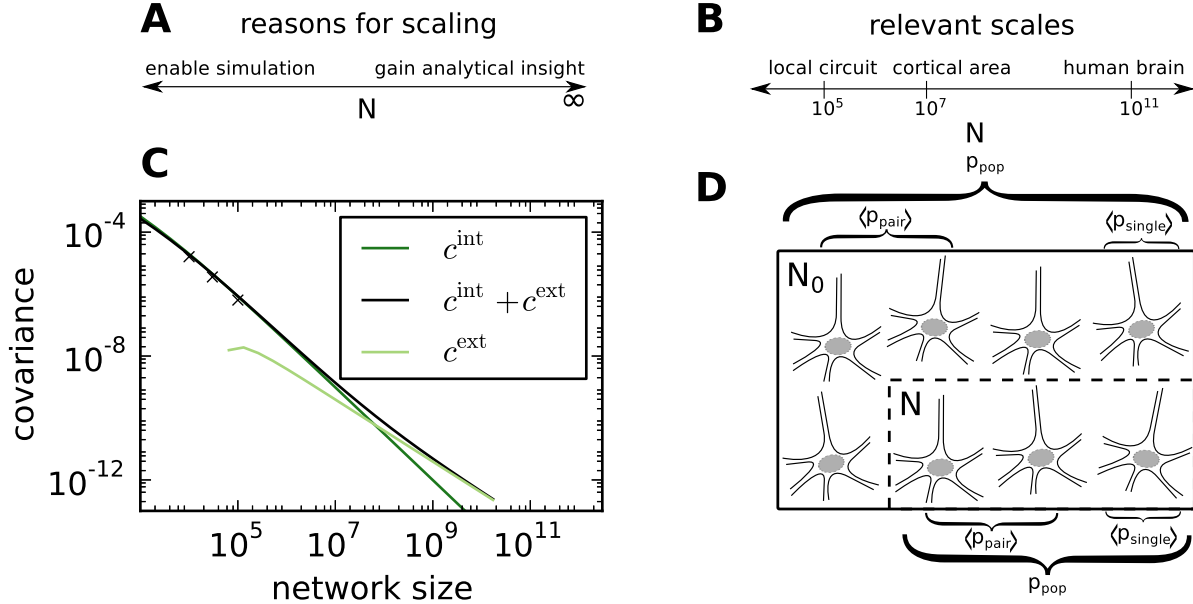 A
reasons for scaling
enable simulation
gain analytical insight
N
∞
B
relevant scales
local circuit
cortical area
human brain
10^5
10^7
10^11
N
C
covariance
10^-4
10^-8
10^-12
c^int
c^int + c^ext
c^ext
10^5
10^7
10^9
10^11
network size
D
p_pop
⟨p_pair⟩
⟨p_single⟩
N_0
N
⟨p_pair⟩
⟨p_single⟩
p_pop